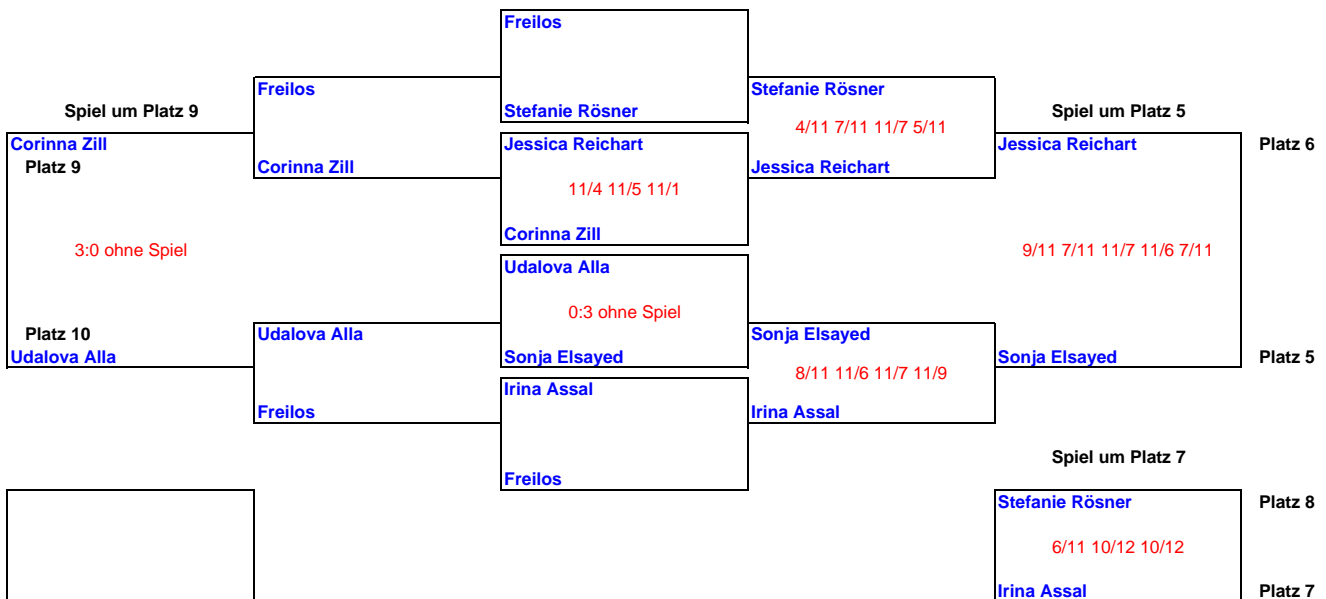 Freilos
Freilos
Stefanie Rösner
Spiel um Platz 9
Stefanie Rösner
Spiel um Platz 5
4/11 7/11 11/7 5/11
Corinna Zill
Jessica Reichart
Jessica Reichart
Platz 6
Platz 9
Corinna Zill
Jessica Reichart
11/4 11/5 11/1
Corinna Zill
3:0 ohne Spiel
9/11 7/11 11/7 11/6 7/11
Udalova Alla
0:3 ohne Spiel
Platz 10
Udalova Alla
Sonja Elsayed
Udalova Alla
Sonja Elsayed
Sonja Elsayed
Platz 5
8/11 11/6 11/7 11/9
Irina Assal
Freilos
Irina Assal
Spiel um Platz 7
Freilos
Stefanie Rösner
Platz 8
6/11 10/12 10/12
Irina Assal
Platz 7